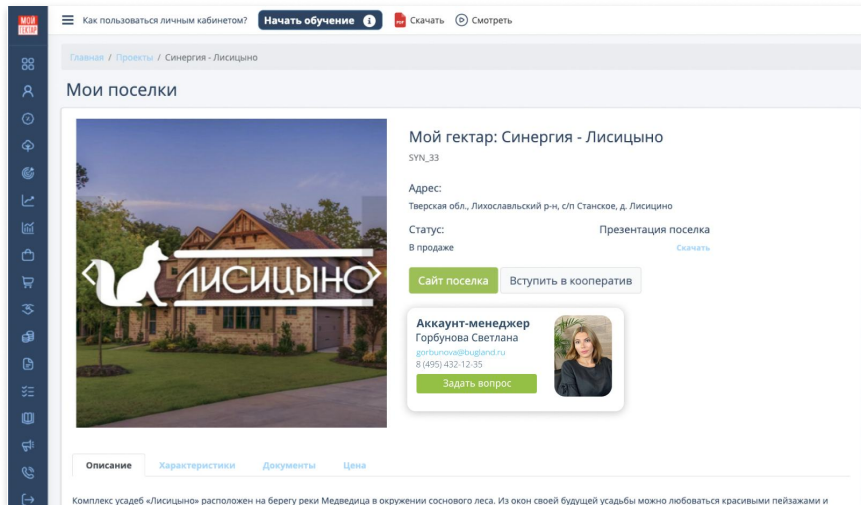 МОЙ
ГЕКТАР
Как пользоваться личным кабинетом?
Начать обучение
i
PDF
Скачать
Смотреть
Главная / Проекты / Синергия - Лисицыно
Мои поселки
ЛИСИЦЫНО
Мой гектар: Синергия - Лисицыно
SYN_33
Адрес:
Тверская обл., Лихославльский р-н, с/п Станское, д. Лисицино
Статус:
Презентация поселка
В продаже
Скачать
Сайт поселка
Вступить в кооператив
Аккаунт-менеджер
Горбунова Светлана
gorbunova@bugland.ru
8 (495) 432-12-35
Задать вопрос
Описание
Характеристики
Документы
Цена
Комплекс усадеб «Лисицыно» расположен на берегу реки Медведица в окружении соснового леса. Из окон своей будущей усадьбы можно любоваться красивыми пейзажами и